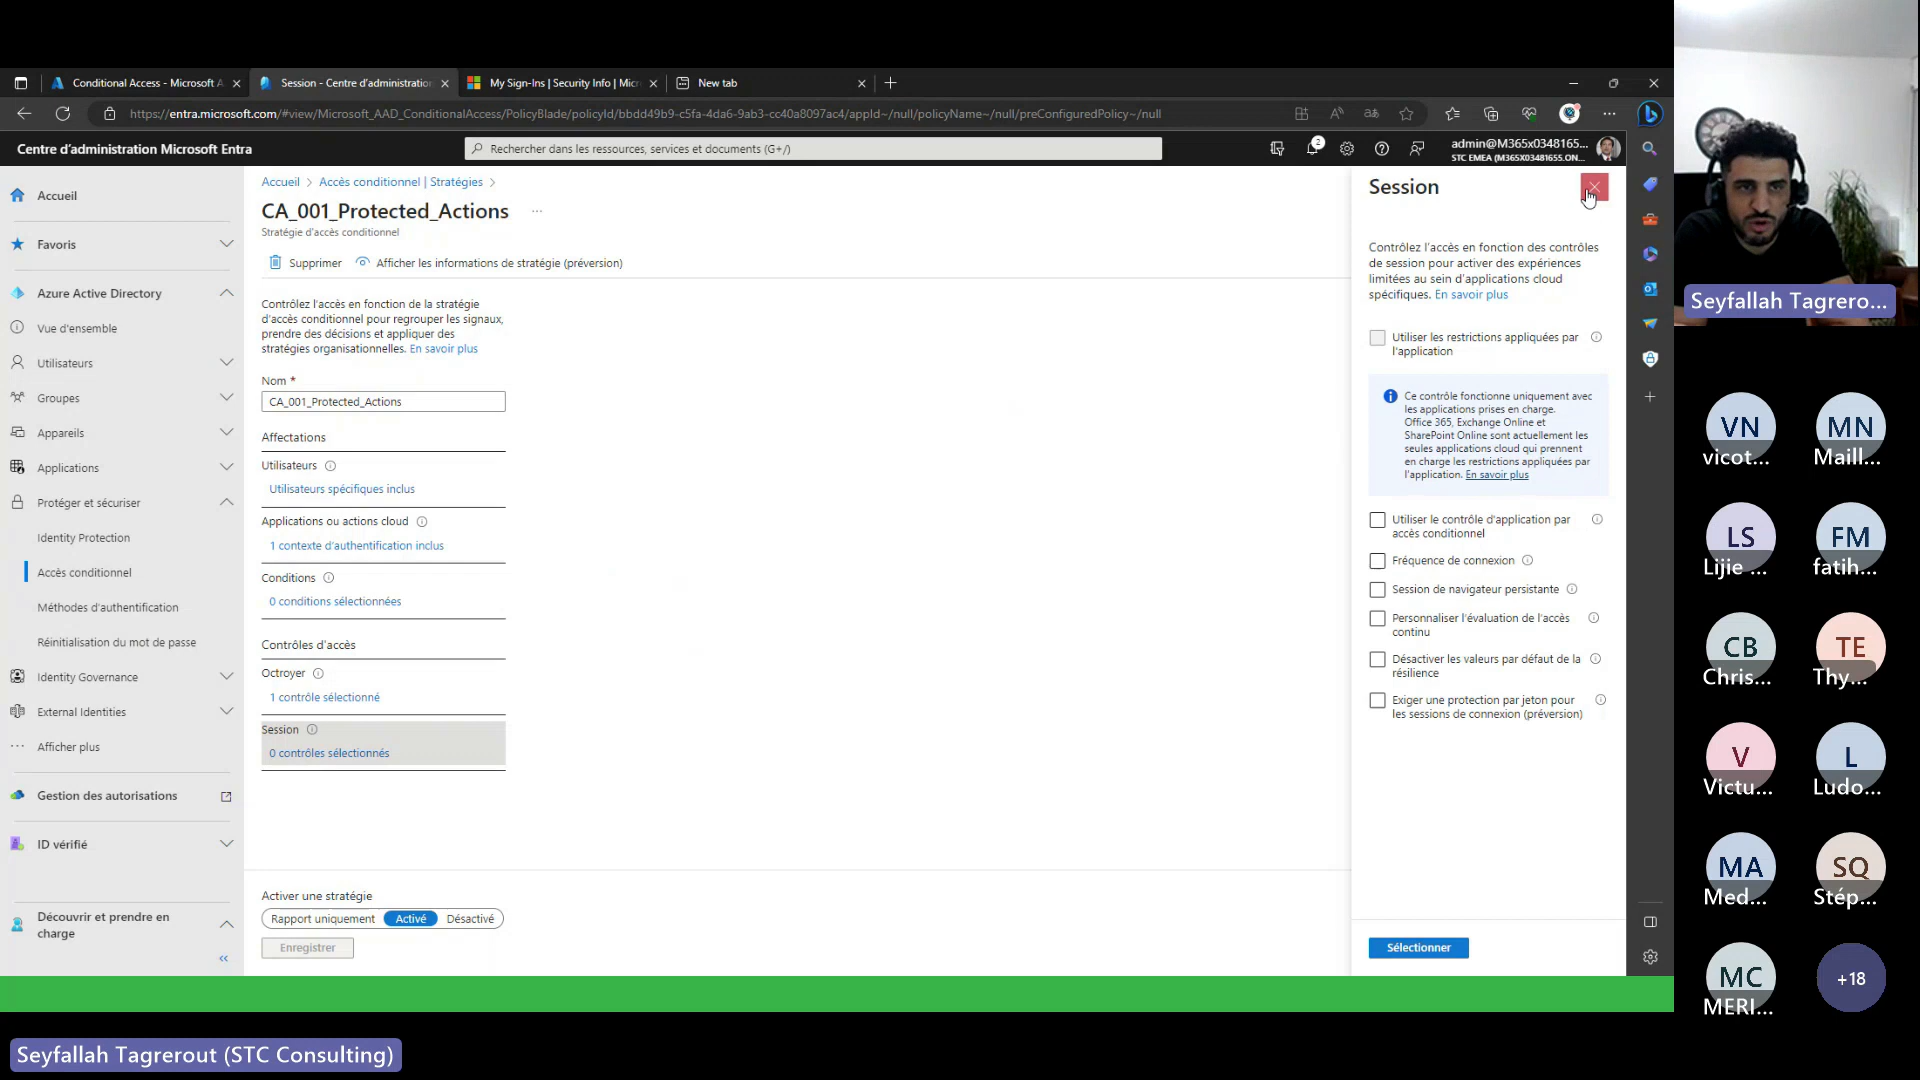 Conditional Access - Microsoft A
Session - Centre d'administration
My Sign-Ins | Security Info | Micr
New tab
https://entra.microsoft.com/#view/Microsoft_AAD_ConditionalAccess/PolicyBlade/policyId/bbdd49b9-c5fa-4da6-9ab3-cc40a8097ac4/appId~/null/policyName~/null/preConfiguredPolicy~/null
Centre d'administration Microsoft Entra
Rechercher dans les ressources, services et documents (G+/)
2
admin@M365x0348165...
STC EMEA (M365X03481655.ON...
Accueil
Favoris
Azure Active Directory
Vue d'ensemble
Utilisateurs
Groupes
Appareils
Applications
Protéger et sécuriser
Identity Protection
Accès conditionnel
Méthodes d'authentification
Réinitialisation du mot de passe
Identity Governance
External Identities
Afficher plus
Gestion des autorisations
ID vérifié
Découvrir et prendre en
charge
Accueil > Accès conditionnel | Stratégies >
CA_001_Protected_Actions ...
Stratégie d'accès conditionnel
Supprimer
Afficher les informations de stratégie (préversion)
Contrôlez l'accès en fonction de la stratégie
d'accès conditionnel pour regrouper les signaux,
prendre des décisions et appliquer des
stratégies organisationnelles. En savoir plus
Nom *
CA_001_Protected_Actions
Affectations
Utilisateurs
Utilisateurs spécifiques inclus
Applications ou actions cloud
1 contexte d'authentification inclus
Conditions
0 conditions sélectionnées
Contrôles d'accès
Octroyer
1 contrôle sélectionné
Session
0 contrôles sélectionnés
Activer une stratégie
Rapport uniquement
Activé
Désactivé
Enregistrer
Session
Contrôlez l'accès en fonction des contrôles
de session pour activer des expériences
limitées au sein d'applications cloud
spécifiques. En savoir plus
Utiliser les restrictions appliquées par
l'application
Ce contrôle fonctionne uniquement avec
les applications prises en charge.
Office 365, Exchange Online et
SharePoint Online sont actuellement les
seules applications cloud qui prennent
en charge les restrictions appliquées par
l'application. En savoir plus
Utiliser le contrôle d'application par
accès conditionnel
Fréquence de connexion
Session de navigateur persistante
Personnaliser l'évaluation de l'accès
continu
Désactiver les valeurs par défaut de la
résilience
Exiger une protection par jeton pour
les sessions de connexion (préversion)
Sélectionner
Seyfallah Tagrero...
VN
vicot...
MN
Maill...
LS
Lijie ...
FM
fatih...
CB
Chris...
TE
Thy...
V
Victu...
L
Ludo...
MA
Med...
SQ
Stép...
MC
MERI...
+18
Seyfallah Tagrerout (STC Consulting)